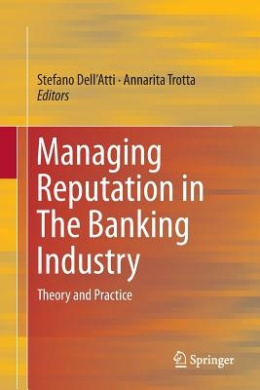 Stefano Dell'Atti · Annarita Trotta
Editors
Managing
Reputation in
The Banking
Industry
Theory and Practice
Springer